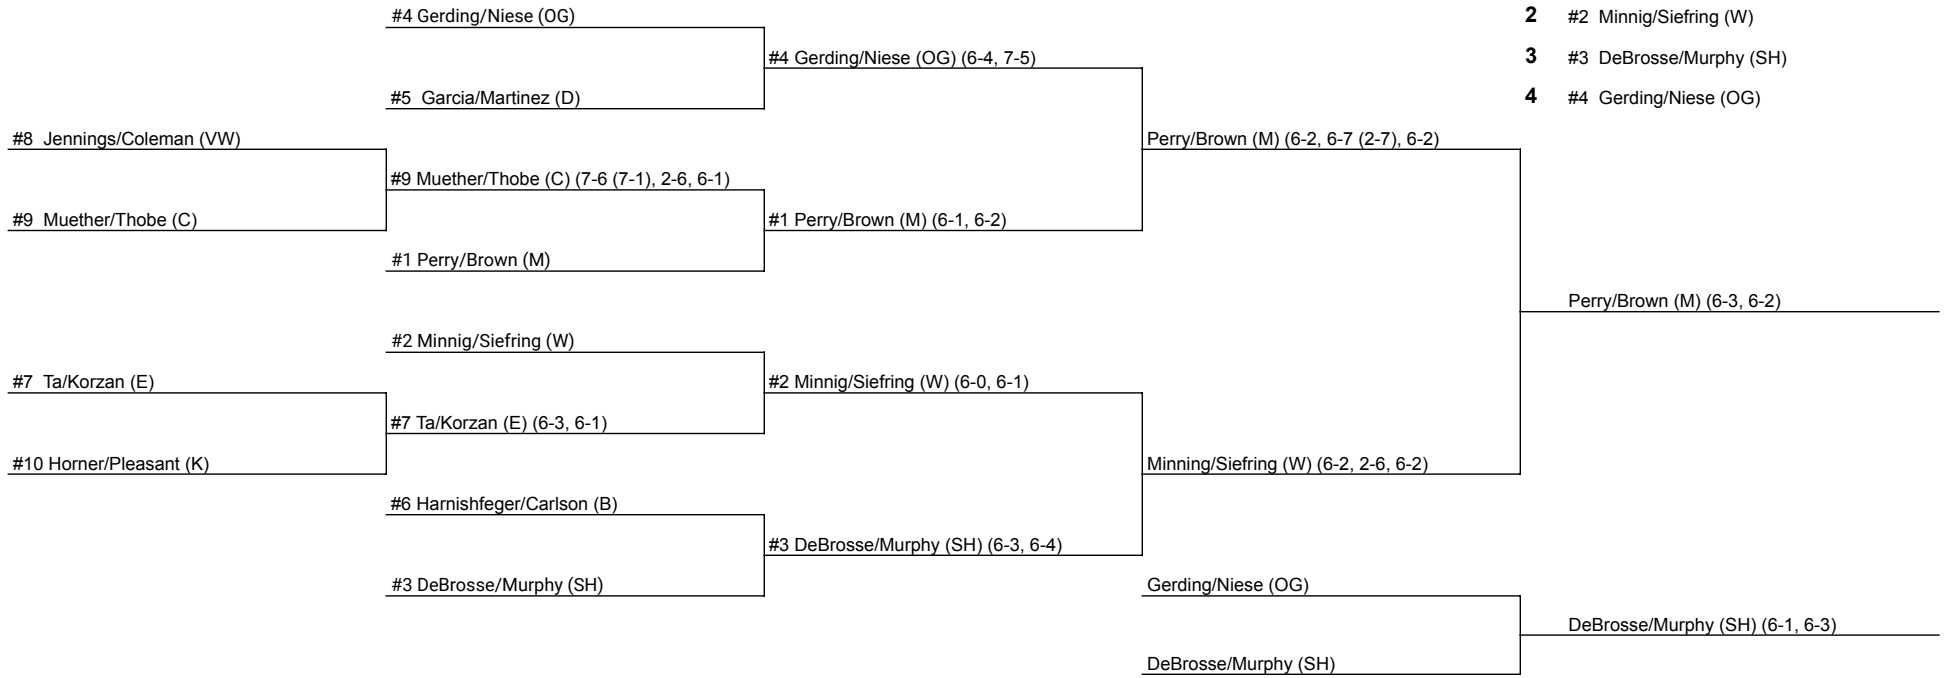 #4 Gerding/Niese (OG)
2 #2 Minnig/Siefring (W)
#4 Gerding/Niese (OG) (6-4, 7-5)
3 #3 DeBrosse/Murphy (SH)
#5 Garcia/Martinez (D)
4 #4 Gerding/Niese (OG)
#8 Jennings/Coleman (VW)
Perry/Brown (M) (6-2, 6-7 (2-7), 6-2)
#9 Muether/Thobe (C) (7-6 (7-1), 2-6, 6-1)
#9 Muether/Thobe (C)
#1 Perry/Brown (M) (6-1, 6-2)
#1 Perry/Brown (M)
Perry/Brown (M) (6-3, 6-2)
#2 Minnig/Siefring (W)
#7 Ta/Korzan (E)
#2 Minnig/Siefring (W) (6-0, 6-1)
#7 Ta/Korzan (E) (6-3, 6-1)
#10 Horner/Pleasant (K)
Minning/Siefring (W) (6-2, 2-6, 6-2)
#6 Harnishfeger/Carlson (B)
#3 DeBrosse/Murphy (SH) (6-3, 6-4)
#3 DeBrosse/Murphy (SH)
Gerding/Niese (OG)
DeBrosse/Murphy (SH) (6-1, 6-3)
DeBrosse/Murphy (SH)